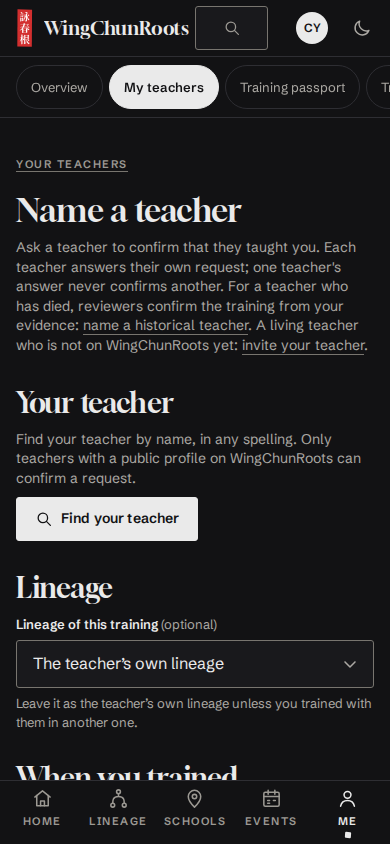 詠春根
WingChunRoots
CY
Overview
My teachers
Training passport
YOUR TEACHERS
Name a teacher
Ask a teacher to confirm that they taught you. Each
teacher answers their own request; one teacher's
answer never confirms another. For a teacher who
has died, reviewers confirm the training from your
evidence: name a historical teacher. A living teacher
who is not on WingChunRoots yet: invite your teacher.
Your teacher
Find your teacher by name, in any spelling. Only
teachers with a public profile on WingChunRoots can
confirm a request.
Find your teacher
Lineage
Lineage of this training (optional)
The teacher’s own lineage
Leave it as the teacher’s own lineage unless you trained with
them in another one.
When you trained
HOME
LINEAGE
SCHOOLS
EVENTS
ME